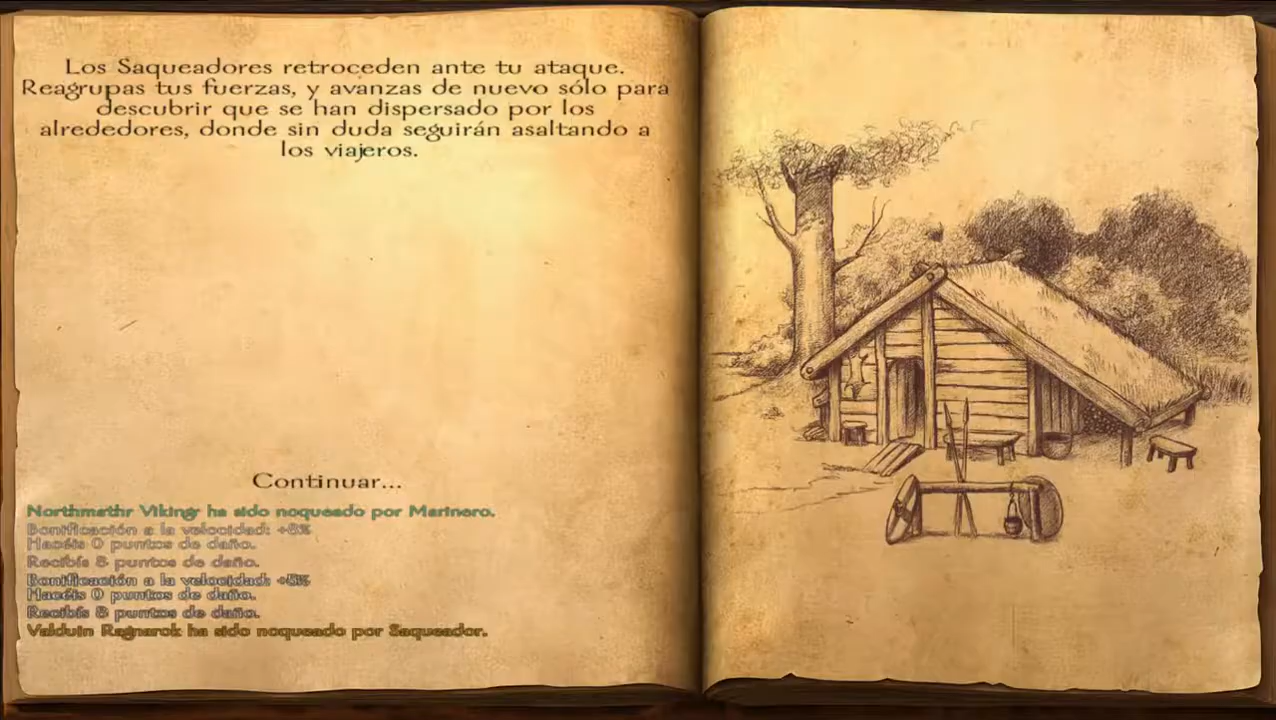 Los Saqueadores retroceden ante tu ataque.
Reagrupas tus fuerzas, y avanzas de nuevo sólo para
descubrir que se han dispersado por los
alrededores, donde sin duda seguirán asaltando a
los viajeros.
Continuar...
Northmathr Vikingr ha sido noqueado por Marinero.
Bonificación a la velocidad: +8%
Hacéis 0 puntos de daño.
Recibís 8 puntos de daño.
Bonificación a la velocidad: +5%
Hacéis 0 puntos de daño.
Recibís 8 puntos de daño.
Valduin Ragnarok ha sido noqueado por Saqueador.